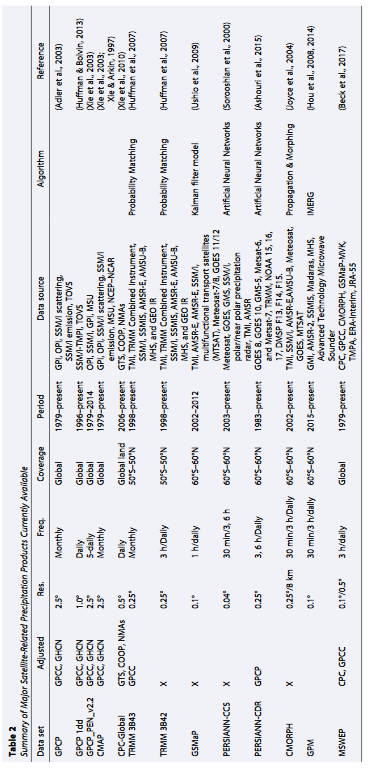 Table 2
Summary of Major Satellite-Related Precipitation Products Currently Available
Data set Adjusted Res. Freq. Coverage Period Data source Algorithm Reference
GPCP GPCC, GHCN 2.5° Monthly Global 1979–present GPI, OPI, SSM/I scattering, (Adler et al., 2003)
SSM/I emission, TOVS
GPCP 1dd GPCC, GHCN 1.0° Daily Global 1996–present SSM/I-TMPI, TOVS (Huffman & Bolvin, 2013)
GPCP_PEN_v2.2 GPCC, GHCN 2.5° 5-daily Global 1979–2014 OPI, SSM/I, GPI, MSU (Xie et al., 2003)
CMAP GPCC, GHCN 2.5° Monthly Global 1979–present GPI, OPI, SSM/I scattering, SSM/I (Xie et al., 2003;
emission, MSU, NCEP-NCAR Xie & Arkin, 1997)
CPC-Global GTS, COOP, NMAs 0.5° Daily Global land 2006–present GTS, COOP, NMAs (Xie et al., 2010)
TRMM 3B43 GPCC 0.25° Monthly 50°S–50°N 1998–present TMI, TRMM Combined Instrument, Probability Matching (Huffman et al., 2007)
SSM/I, SSMIS, AMSR-E, AMSU-B,
MHS, and GEO IR
TRMM 3B42 X 0.25° 3 h/Daily 50°S–50°N 1998–present TMI, TRMM Combined Instrument, Probability Matching (Huffman et al., 2007)
SSM/I, SSMIS, AMSR-E, AMSU-B,
MHS, and GEO IR
GSMaP X 0.1° 1 h/daily 60°S–60°N 2002–2012 TMI, AMSR-E, AMSR-E, SSM/I, Kalman filter model (Ushio et al., 2009)
multifunctional transport satellites
(MTSAT), Meteosat-7/8, GOES 11/12
PERSIANN-CCS X 0.04° 30 min/3, 6 h 60°S–60°N 2003–present Meteosat, GOES, GMS, SSM/I, Artificial Neural Networks (Sorooshian et al., 2000)
polar/near polar precipitation
radar, TMI, AMSR
PERSIANN-CDR GPCP 0.25° 3, 6 h/Daily 60°S–60°N 1983–present GOES 8, GOES 10, GMS-5, Metsat-6, Artificial Neural Networks (Ashouri et al., 2015)
and Metsat-7, TRMM, NOAA 15, 16,
17, DMSP F13, F14, F15,
CMORPH X 0.25°/8 km 30 min/3 h/Daily 60°S–60°N 2002–present TMI, SSM/I, AMSR-E,AMSU-B, Meteosat, Propagation & Morphing (Joyce et al., 2004)
GOES, MTSAT
GPM 0.1° 30 min/3 h/daily 60°S–60°N 2015–present GMI, AMSR-2, SSMIS, Madaras, MHS, IMERG (Hou et al., 2008, 2014)
Advanced Technology Microwave
Sounder
MSWEP CPC, GPCC 0.1°/0.5° 3 h/daily Global 1979–present CPC, GPCC, CMORPH, GSMaP-MVK, (Beck et al., 2017)
TMPA, ERA-Interim, JRA-55